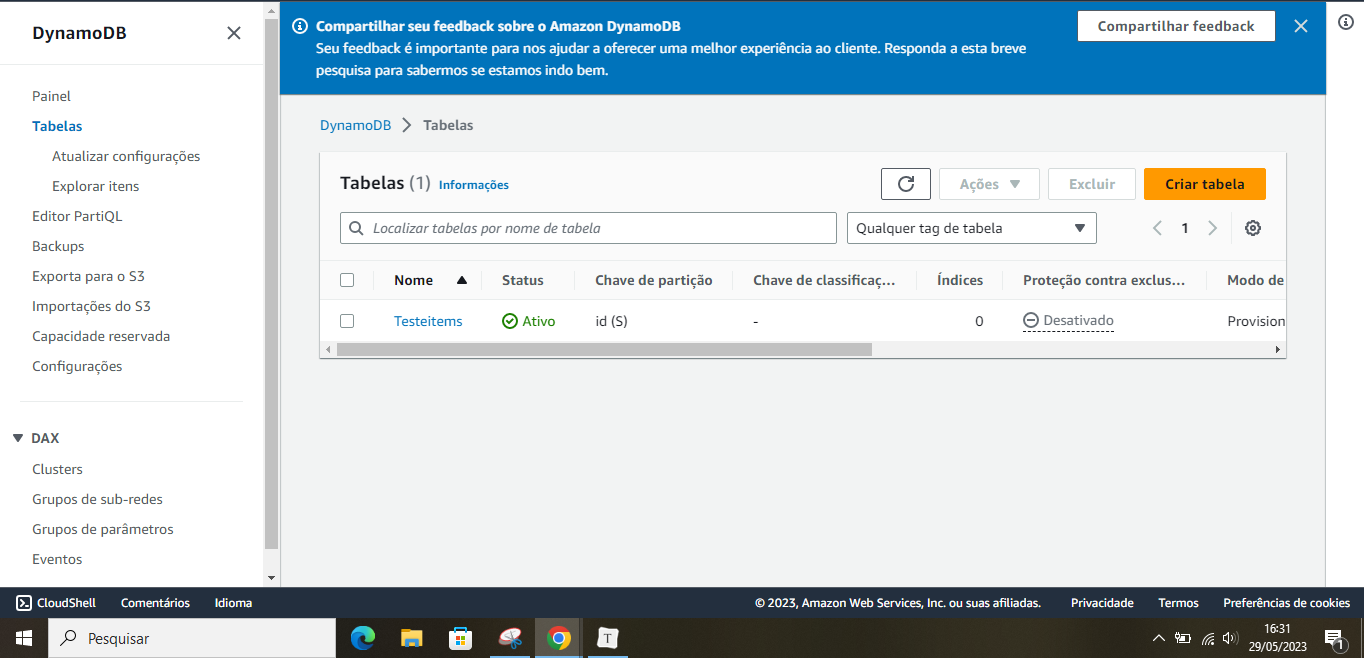 DynamoDB
Painel
Tabelas
Atualizar configurações
Explorar itens
Editor PartiQL
Backups
Exporta para o S3
Importações do S3
Capacidade reservada
Configurações
DAX
Clusters
Grupos de sub-redes
Grupos de parâmetros
Eventos
Compartilhar seu feedback sobre o Amazon DynamoDB
Seu feedback é importante para nos ajudar a oferecer uma melhor experiência ao cliente. Responda a esta breve
pesquisa para sabermos se estamos indo bem.
Compartilhar feedback
DynamoDB Tabelas
Tabelas (1) Informações
Ações Excluir Criar tabela
Localizar tabelas por nome de tabela Qualquer tag de tabela 1
Nome Status Chave de partição Chave de classificaç... Índices Proteção contra exclus... Modo de
Testeitems Ativo id (S) - 0 Desativado Provision
CloudShell Comentários Idioma © 2023, Amazon Web Services, Inc. ou suas afiliadas. Privacidade Termos Preferências de cookies
Pesquisar T 16:31
29/05/2023 1